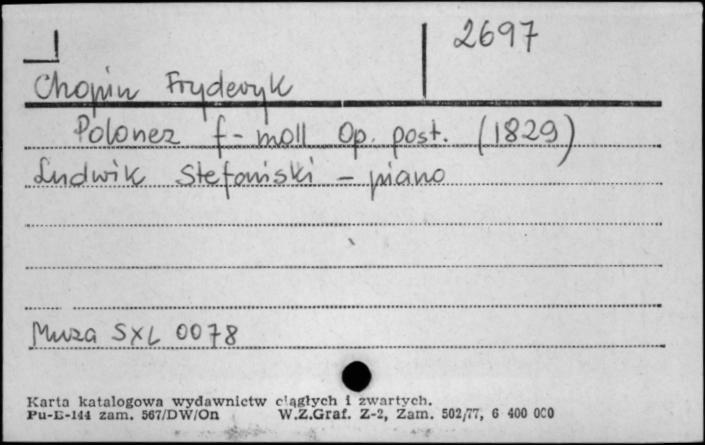 2697
Chopin Fryderyk
Polonez f-moll Op. post. (1829)
Ludwik Stefański - piano
Muza SXL 0078
Karta katalogowa wydawnictw ciągłych i zwartych.
Pu-E-144 zam. 567/DW/On W.Z.Graf. Z-2, Zam. 502/77, 6 400 000